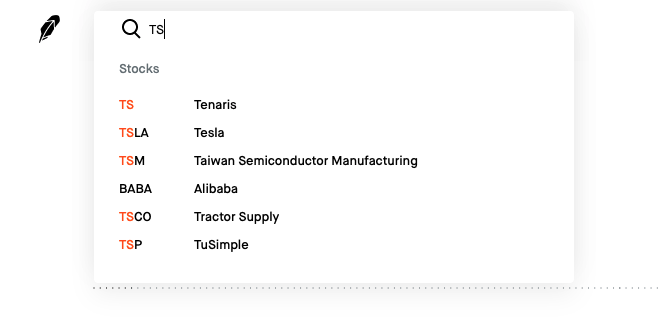 TS
Stocks
TS Tenaris
TSLA Tesla
TSM Taiwan Semiconductor Manufacturing
BABA Alibaba
TSCO Tractor Supply
TSP TuSimple